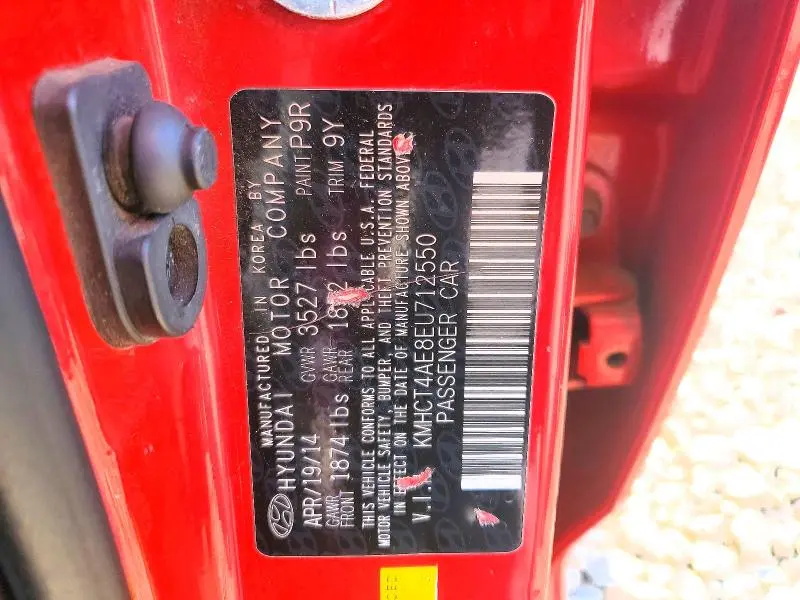 MANUFACTURED IN KOREA BY
HYUNDAI MOTOR COMPANY
APR/19/14 GVWR 3527 lbs PAINT P9R
GAWR FRONT 1874 lbs GAWR REAR lbs TRIM 9Y
THIS VEHICLE CONFORMS TO ALL APPLICABLE U.S.A. FEDERAL
MOTOR VEHICLE SAFETY, BUMPER, AND THEFT PREVENTION STANDARDS
IN EFFECT ON THE DATE OF MANUFACTURE SHOWN ABOVE
V.I. KMHCT4AE8EU712550
PASSENGER CAR